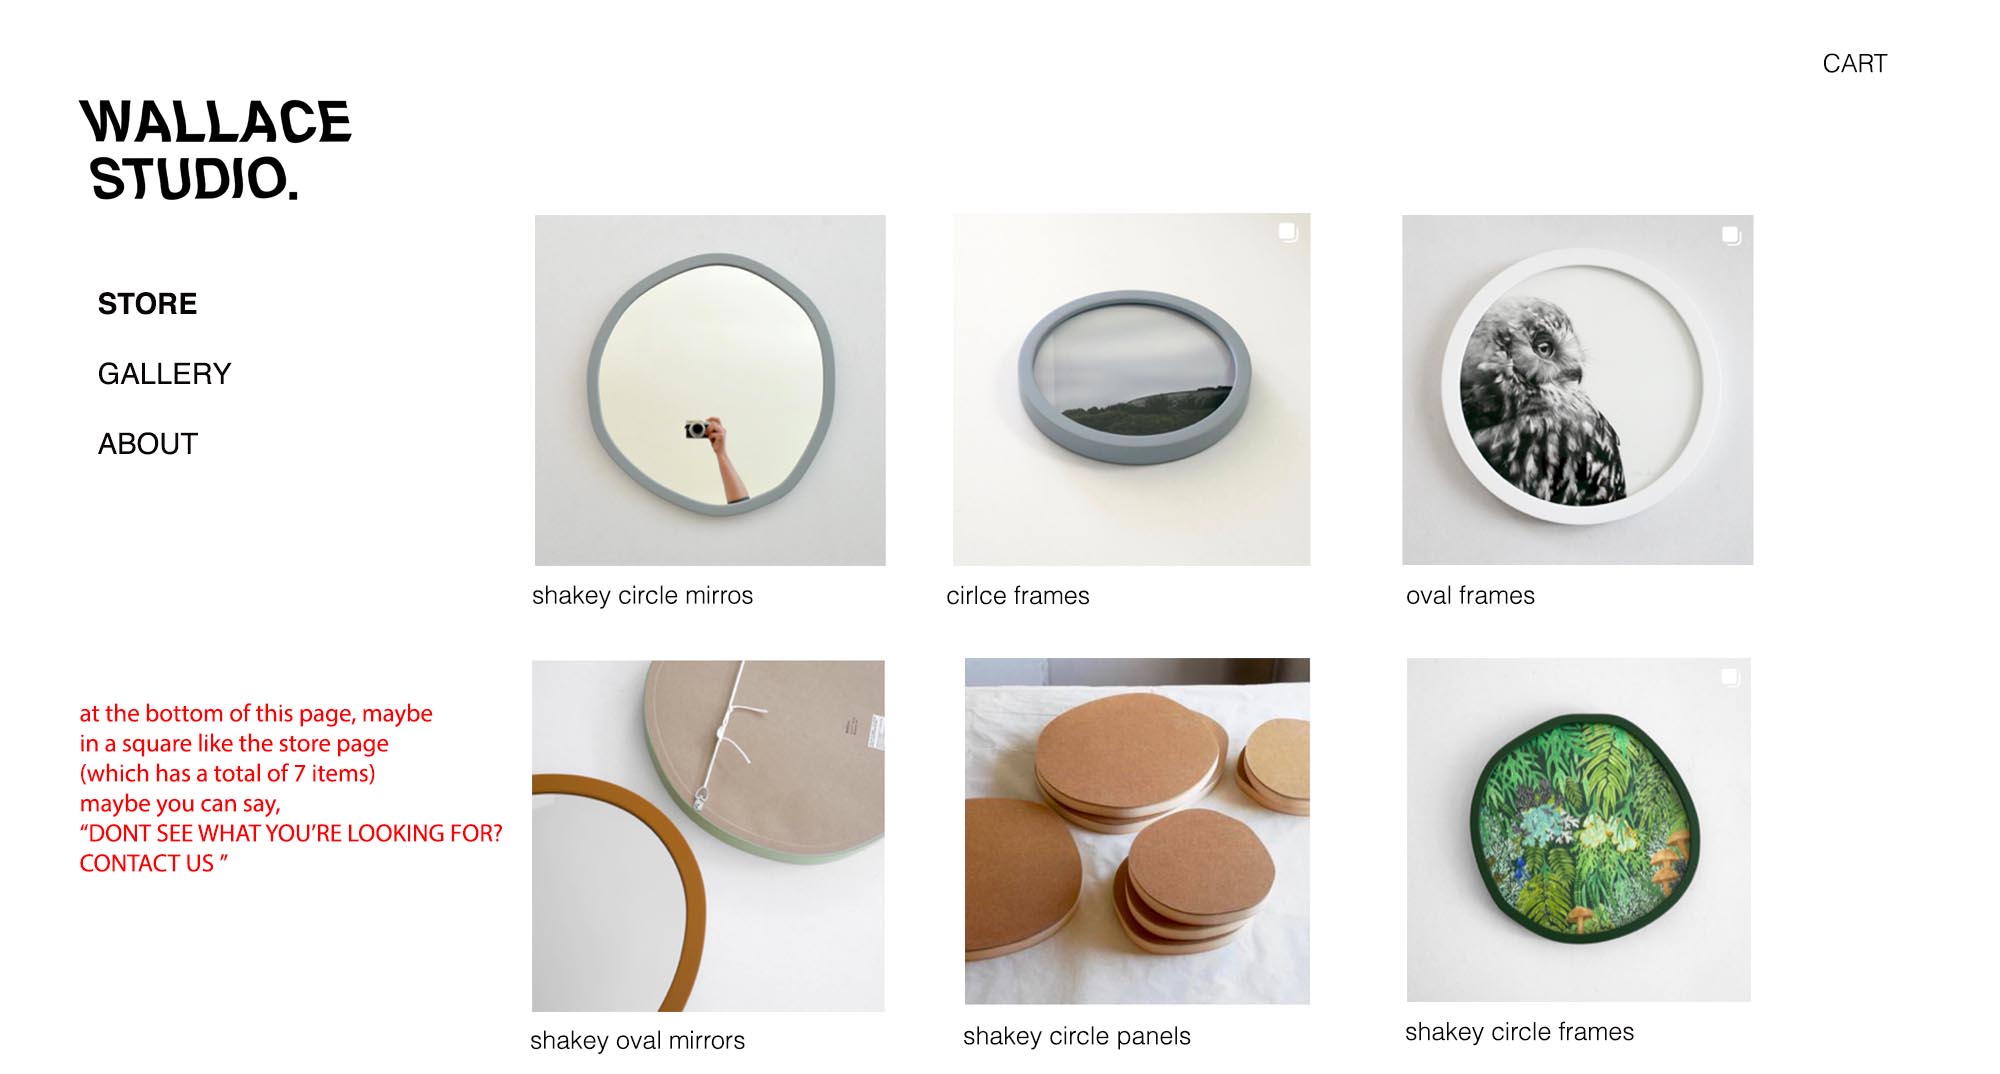 CART
WALLACE
STUDIO.
STORE
GALLERY
ABOUT
shakey circle mirros
cirlce frames
oval frames
at the bottom of this page, maybe
in a square like the store page
(which has a total of 7 items)
maybe you can say,
“DONT SEE WHAT YOU’RE LOOKING FOR?
CONTACT US ”
shakey oval mirrors
shakey circle panels
shakey circle frames